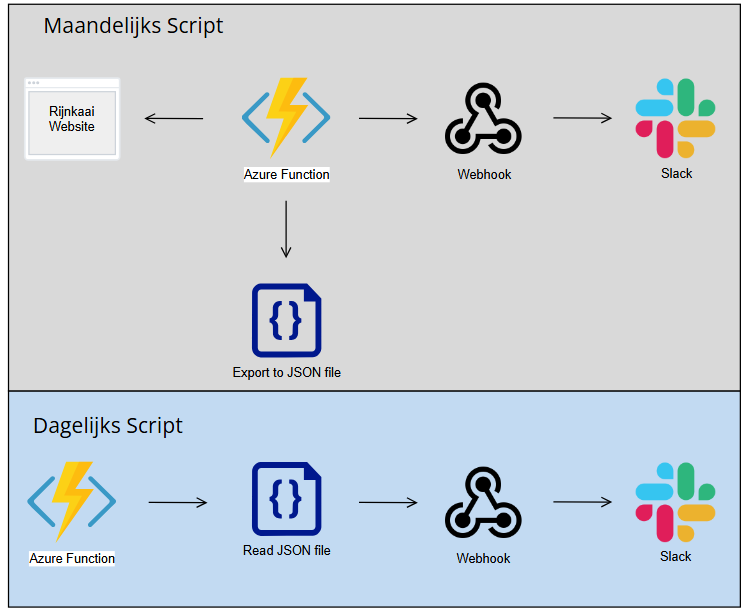 Maandelijks Script
Rijnkaai
Website
Azure Function
Webhook
Slack
Export to JSON file
Dagelijks Script
Azure Function
Read JSON file
Webhook
Slack